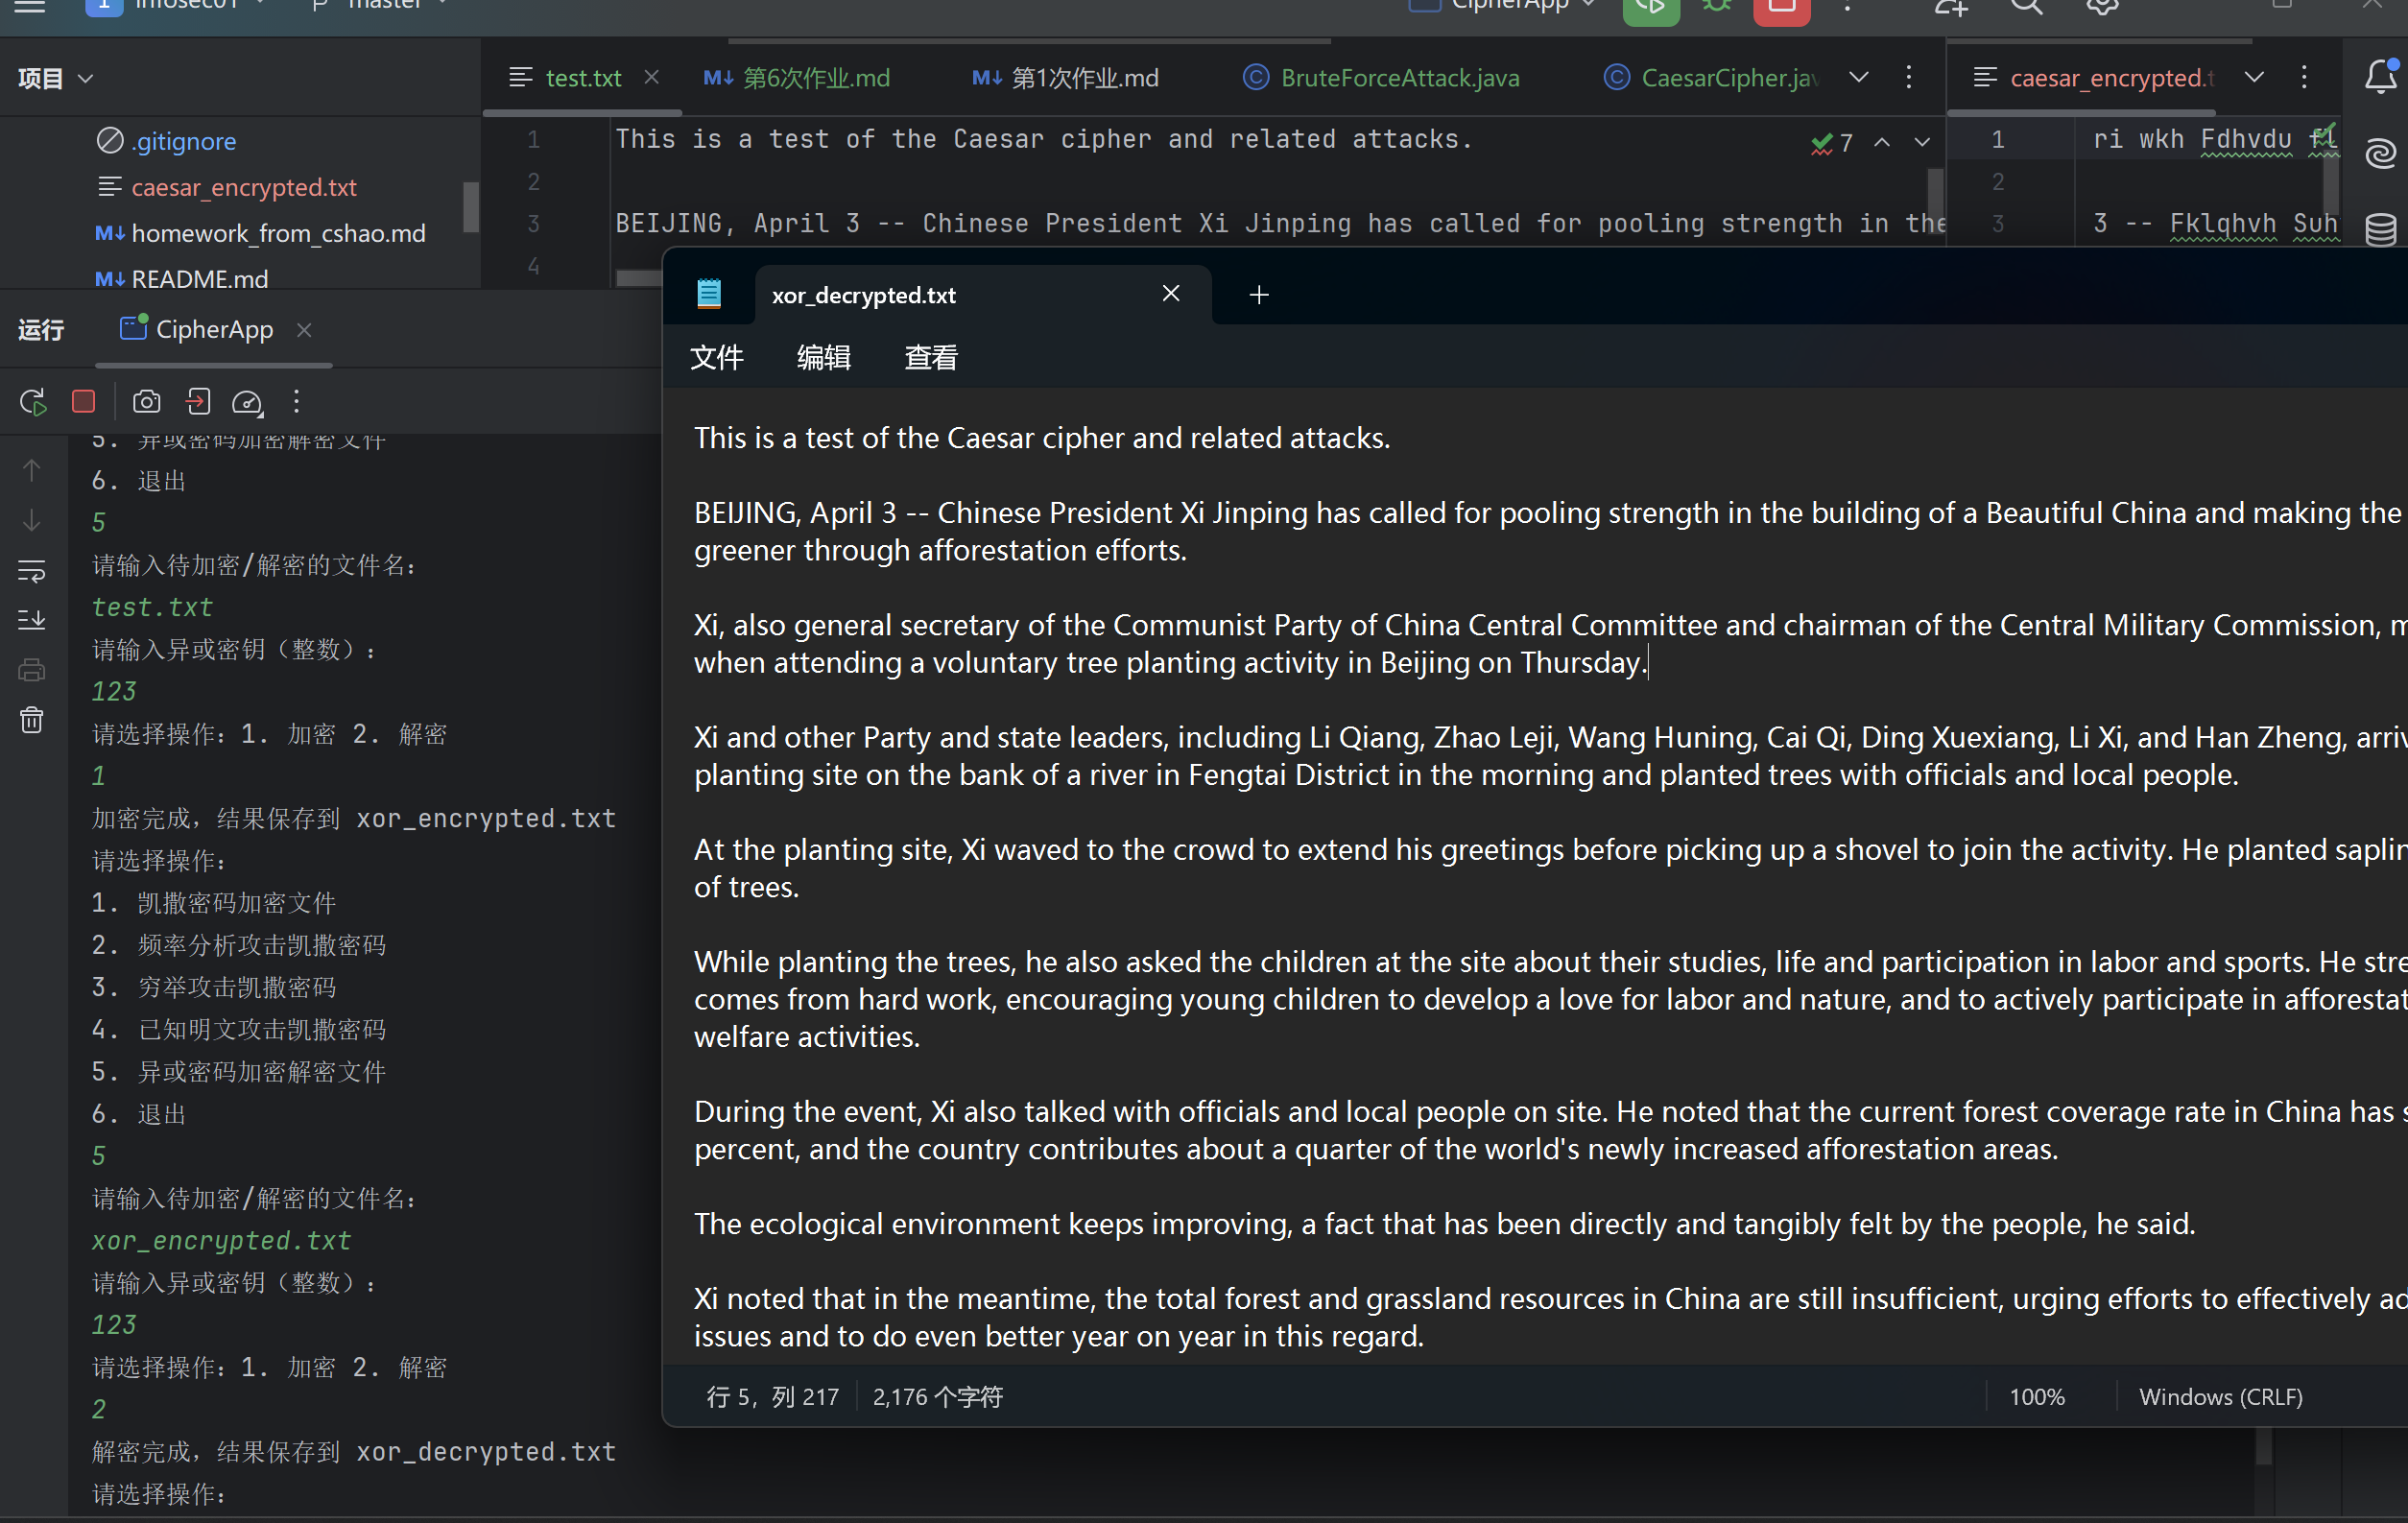 infosec01
master
CipherApp
项目
test.txt
第6次作业.md
第1次作业.md
BruteForceAttack.java
CaesarCipher.jav
caesar_encrypted.t
.gitignore
caesar_encrypted.txt
homework_from_cshao.md
README.md
1 This is a test of the Caesar cipher and related attacks.
7
2
3 BEIJING, April 3 -- Chinese President Xi Jinping has called for pooling strength in the
4
1 ri wkh Fdhvdu fl
2
3 3 -- Fklqhvh Suh
运行
CipherApp
5. 异或密码加密解密文件
6. 退出
5
请输入待加密/解密的文件名：
test.txt
请输入异或密钥（整数）：
123
请选择操作：1. 加密 2. 解密
1
加密完成，结果保存到 xor_encrypted.txt
请选择操作：
1. 凯撒密码加密文件
2. 频率分析攻击凯撒密码
3. 穷举攻击凯撒密码
4. 已知明文攻击凯撒密码
5. 异或密码加密解密文件
6. 退出
5
请输入待加密/解密的文件名：
xor_encrypted.txt
请输入异或密钥（整数）：
123
请选择操作：1. 加密 2. 解密
2
解密完成，结果保存到 xor_decrypted.txt
请选择操作：
xor_decrypted.txt
文件 编辑 查看
This is a test of the Caesar cipher and related attacks.
BEIJING, April 3 -- Chinese President Xi Jinping has called for pooling strength in the building of a Beautiful China and making the
greener through afforestation efforts.
Xi, also general secretary of the Communist Party of China Central Committee and chairman of the Central Military Commission, m
when attending a voluntary tree planting activity in Beijing on Thursday.
Xi and other Party and state leaders, including Li Qiang, Zhao Leji, Wang Huning, Cai Qi, Ding Xuexiang, Li Xi, and Han Zheng, arriv
planting site on the bank of a river in Fengtai District in the morning and planted trees with officials and local people.
At the planting site, Xi waved to the crowd to extend his greetings before picking up a shovel to join the activity. He planted saplin
of trees.
While planting the trees, he also asked the children at the site about their studies, life and participation in labor and sports. He stre
comes from hard work, encouraging young children to develop a love for labor and nature, and to actively participate in afforestat
welfare activities.
During the event, Xi also talked with officials and local people on site. He noted that the current forest coverage rate in China has s
percent, and the country contributes about a quarter of the world's newly increased afforestation areas.
The ecological environment keeps improving, a fact that has been directly and tangibly felt by the people, he said.
Xi noted that in the meantime, the total forest and grassland resources in China are still insufficient, urging efforts to effectively ad
issues and to do even better year on year in this regard.
行 5，列 217
2,176 个字符
100%
Windows (CRLF)